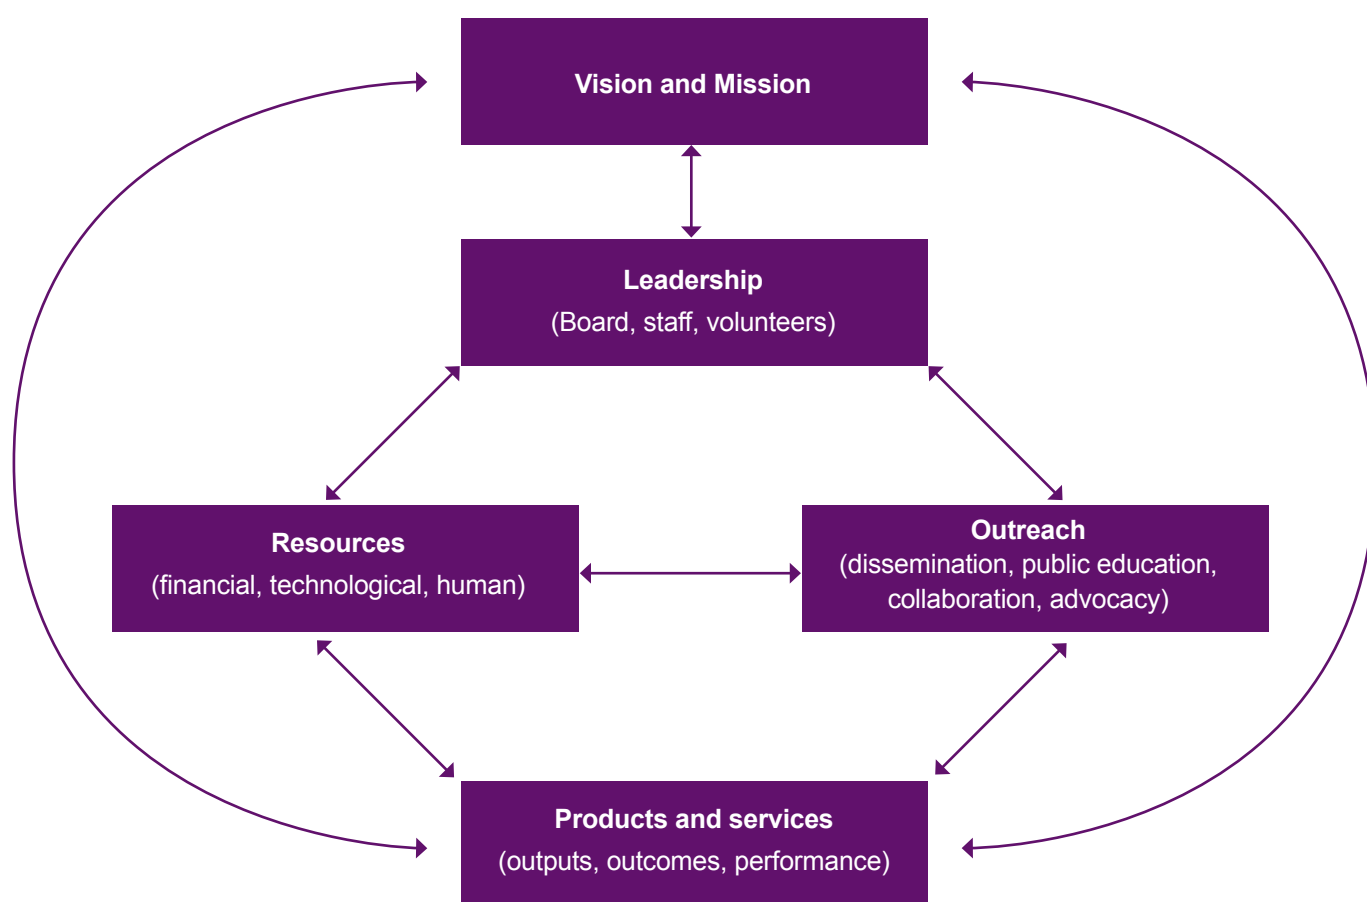 Vision and Mission
Leadership
(Board, staff, volunteers)
Resources
(financial, technological, human)
Outreach
(dissemination, public education,
collaboration, advocacy)
Products and services
(outputs, outcomes, performance)